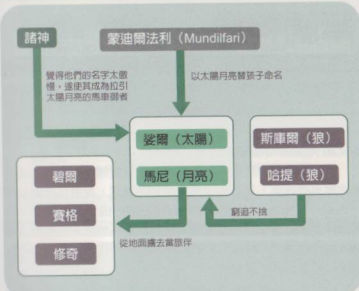 諸神
蒙迪爾法利（Mundilfari）
覺得他們的名字太傲
慢，遂使其成為拉引
太陽月亮的馬車御者
以太陽月亮替孩子命名
娑爾（太陽）
馬尼（月亮）
斯庫爾（狼）
哈提（狼）
碧爾
賽格
修奇
窮追不捨
從地面擄去當旅伴